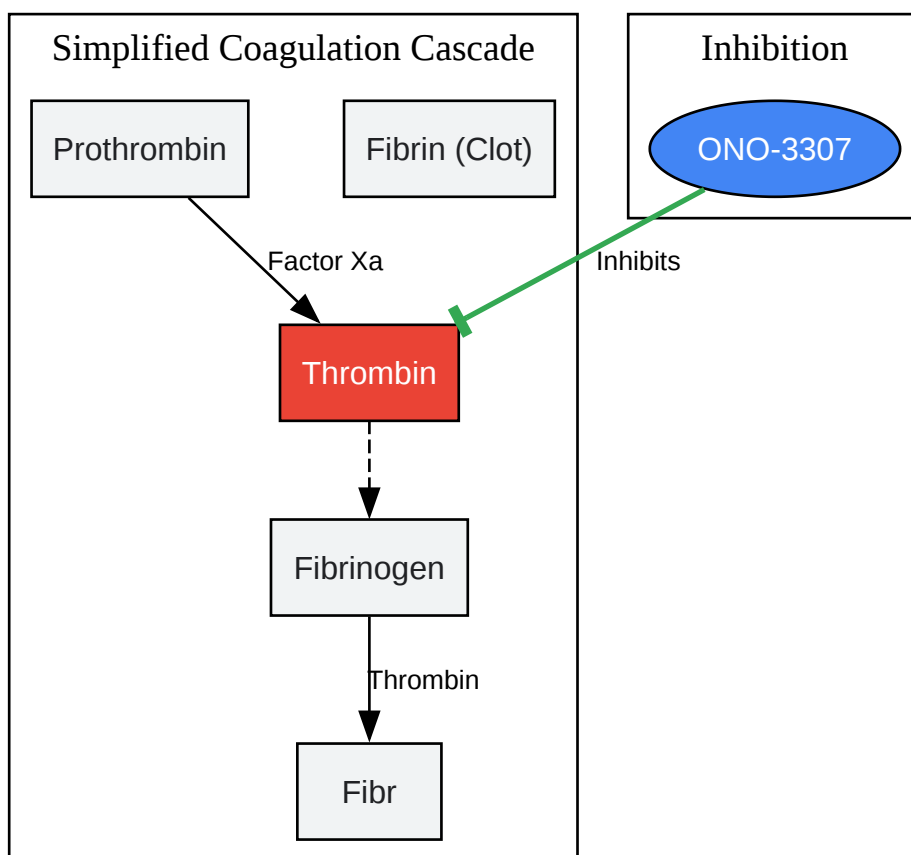 Simplified Coagulation Cascade
Inhibition
Prothrombin
Fibrin (Clot)
ONO-3307
Factor Xa
Inhibits
Thrombin
Fibrinogen
Thrombin
Fibr